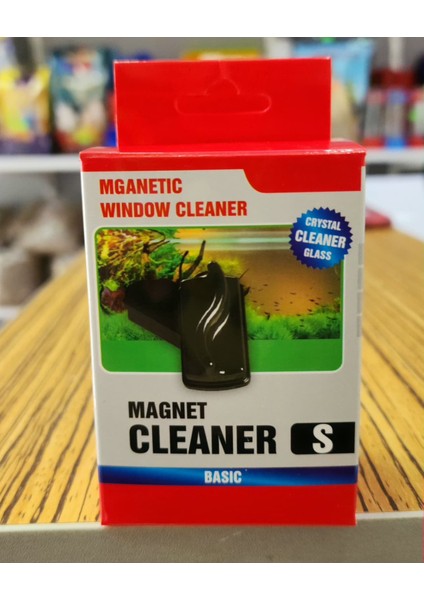 MGANETIC
WINDOW CLEANER
CRYSTAL
CLEANER
GLASS
MAGNET
CLEANER S
BASIC